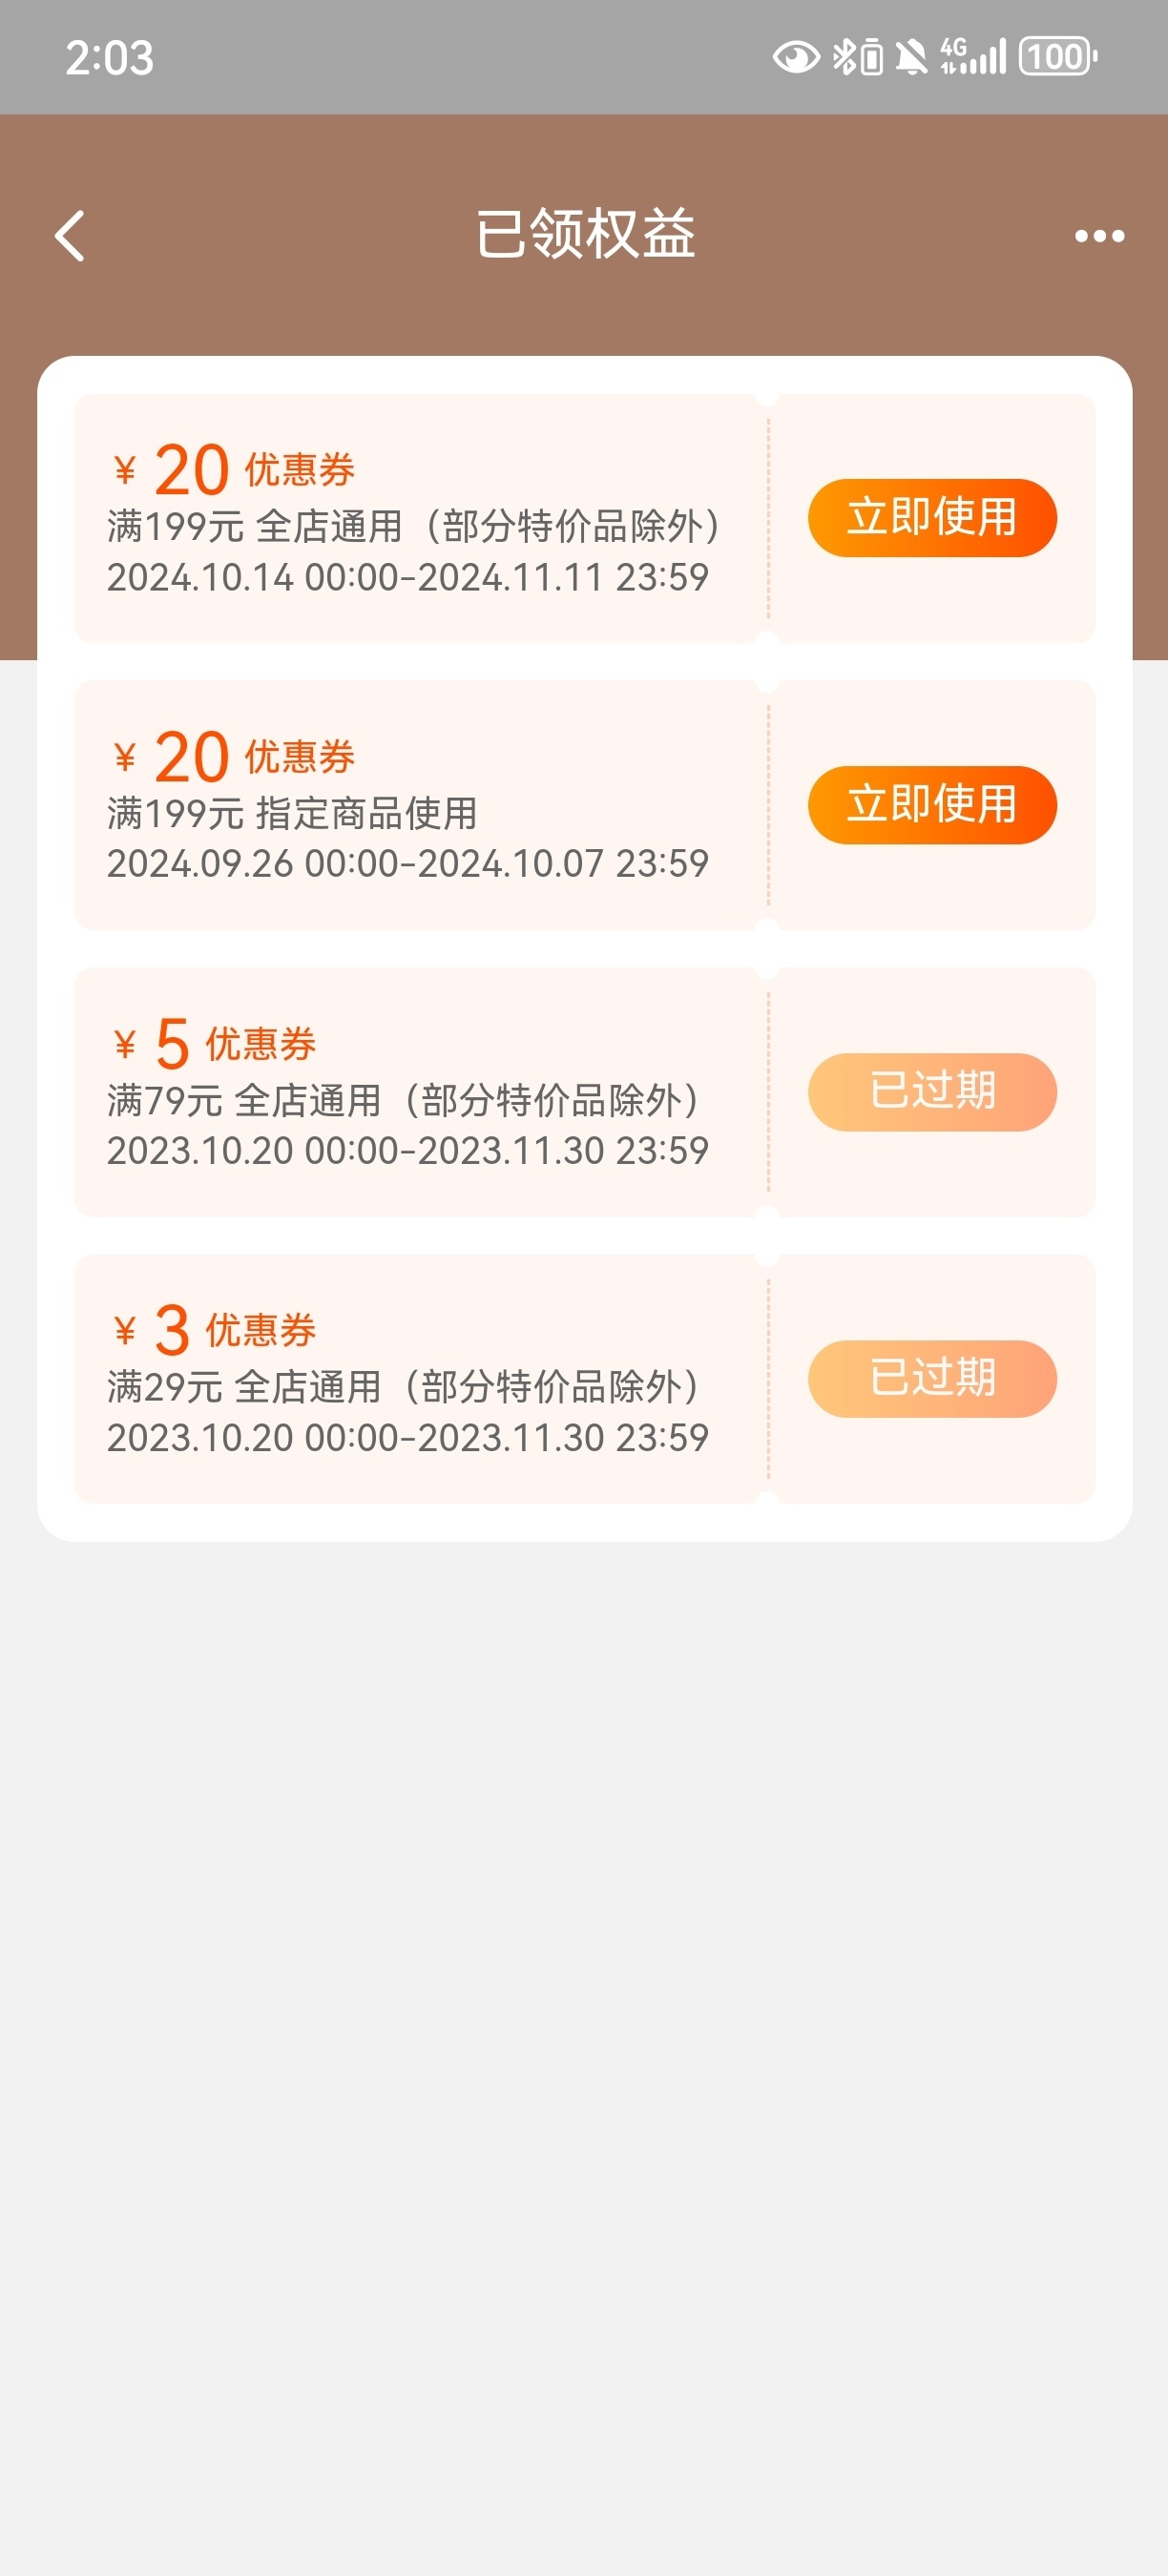 2:03
4G
100
已领权益
¥ 20 优惠券
满199元 全店通用（部分特价品除外）
2024.10.14 00:00-2024.11.11 23:59
立即使用
¥ 20 优惠券
满199元 指定商品使用
2024.09.26 00:00-2024.10.07 23:59
立即使用
¥ 5 优惠券
满79元 全店通用（部分特价品除外）
2023.10.20 00:00-2023.11.30 23:59
已过期
¥ 3 优惠券
满29元 全店通用（部分特价品除外）
2023.10.20 00:00-2023.11.30 23:59
已过期